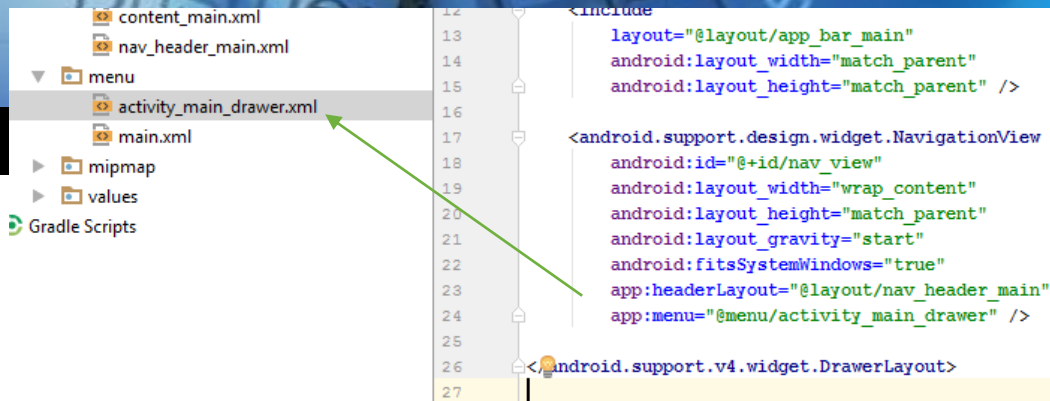 content_main.xml
nav_header_main.xml
menu
activity_main_drawer.xml
main.xml
mipmap
values
Gradle Scripts
12 <include
13 layout="@layout/app_bar_main"
14 android:layout_width="match_parent"
15 android:layout_height="match_parent" />
16
17 <android.support.design.widget.NavigationView
18 android:id="@+id/nav_view"
19 android:layout_width="wrap_content"
20 android:layout_height="match_parent"
21 android:layout_gravity="start"
22 android:fitsSystemWindows="true"
23 app:headerLayout="@layout/nav_header_main"
24 app:menu="@menu/activity_main_drawer" />
25
26 </android.support.v4.widget.DrawerLayout>
27